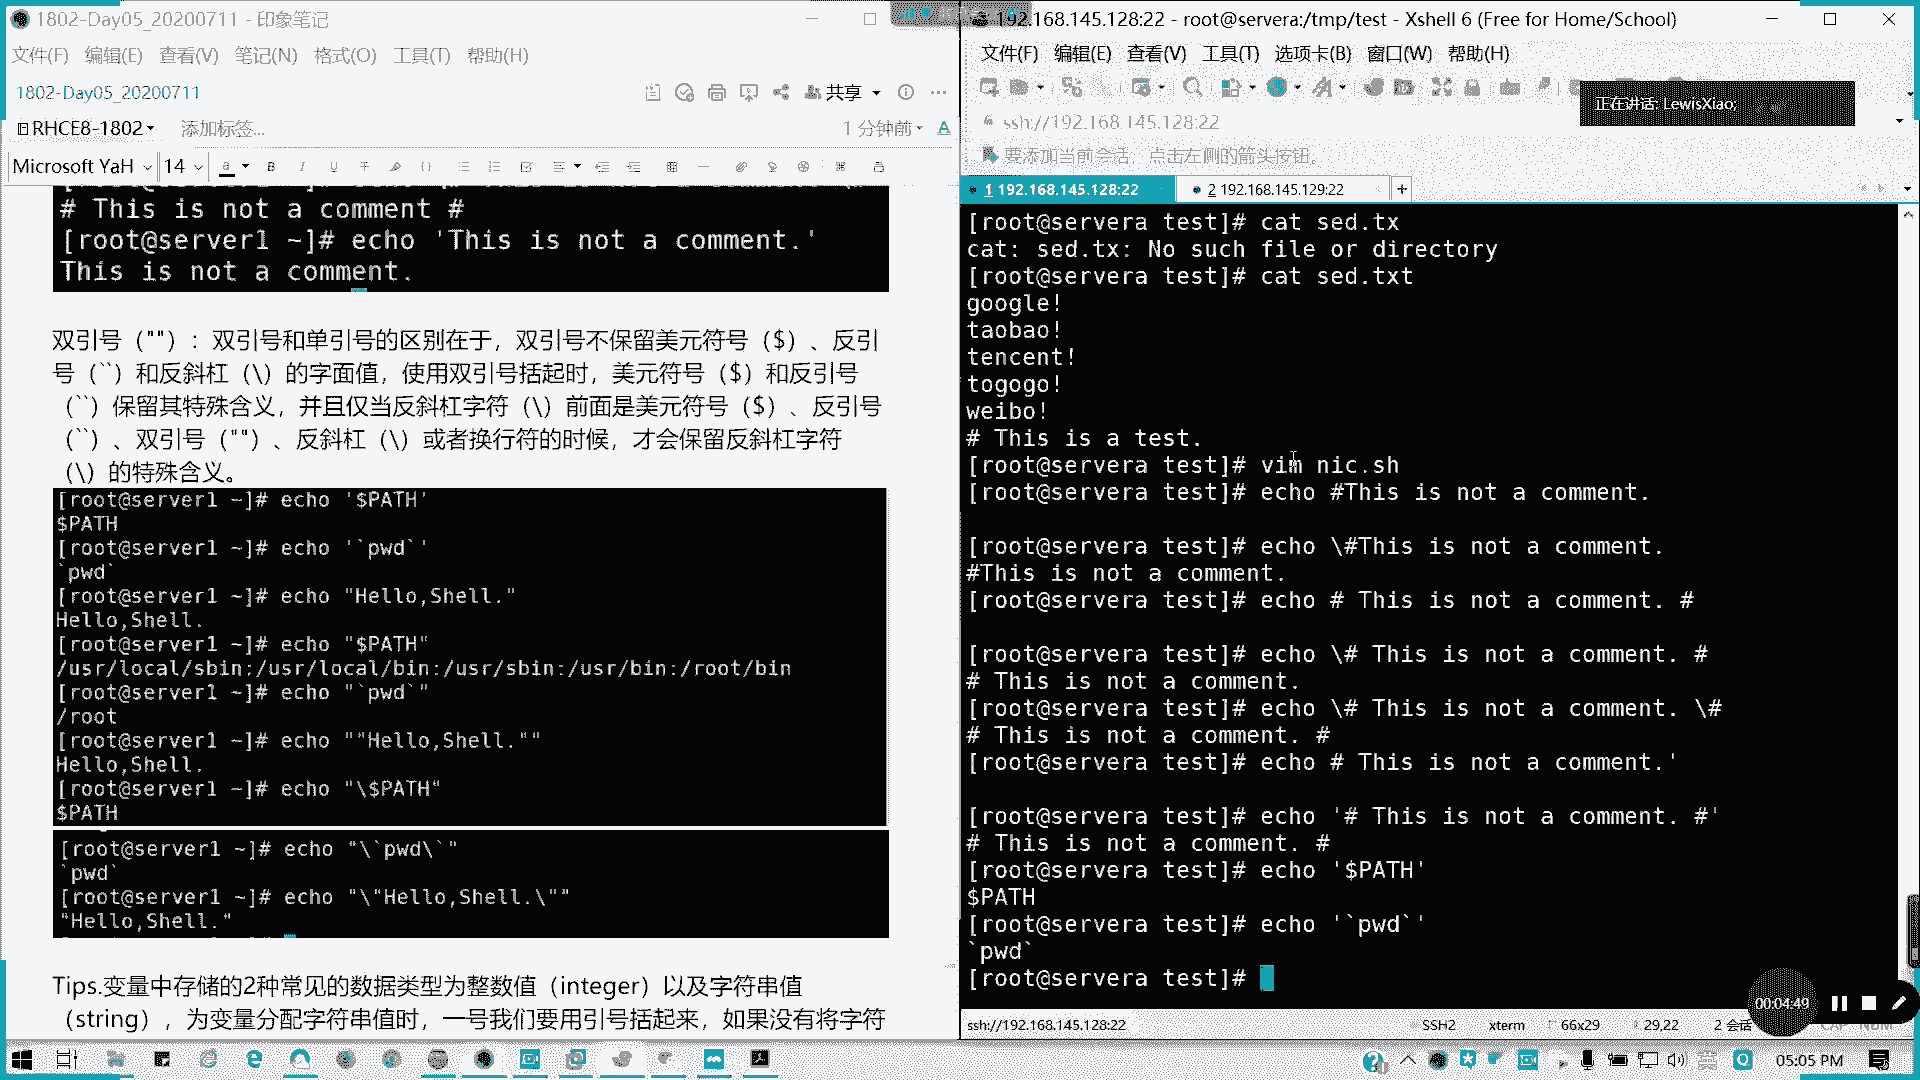 1802-Day05_20200711 - 印象笔记
文件(F) 编辑(E) 查看(V) 笔记(N) 格式(O) 工具(T) 帮助(H)
1802-Day05_20200711
共享
RHCE8-1802
添加标签...
1 分钟前
Microsoft YaH 14
# This is not a comment #
[root@server1 ~]# echo 'This is not a comment.'
This is not a comment.
双引号（""）：双引号和单引号的区别在于，双引号不保留美元符号（$）、反引
号（``）和反斜杠（\）的字面值，使用双引号括起时，美元符号（$）和反引号
（``）保留其特殊含义，并且仅当反斜杠字符（\）前面是美元符号（$）、反引号
（``）、双引号（""）、反斜杠（\）或者换行符的时候，才会保留反斜杠字符
（\）的特殊含义。
[root@server1 ~]# echo '$PATH'
$PATH
[root@server1 ~]# echo '`pwd`'
`pwd`
[root@server1 ~]# echo "Hello,Shell."
Hello,Shell.
[root@server1 ~]# echo "$PATH"
/usr/local/sbin:/usr/local/bin:/usr/sbin:/usr/bin:/root/bin
[root@server1 ~]# echo "`pwd`"
/root
[root@server1 ~]# echo ""Hello,Shell.""
Hello,Shell.
[root@server1 ~]# echo "\$PATH"
$PATH
[root@server1 ~]# echo "\`pwd\`"
`pwd`
[root@server1 ~]# echo "\"Hello,Shell.\""
"Hello,Shell."
Tips.变量中存储的2种常见的数据类型为整数值（integer）以及字符串值
（string），为变量分配字符串值时，一号我们要用引号括起来，如果没有将字符
192.168.145.128:22 - root@servera:/tmp/test - Xshell 6 (Free for Home/School)
文件(F) 编辑(E) 查看(V) 工具(T) 选项卡(B) 窗口(W) 帮助(H)
正在讲话: LewisXiao;
ssh://192.168.145.128:22
要添加当前会话，点击左侧的箭头按钮。
1 192.168.145.128:22
2 192.168.145.129:22
[root@servera test]# cat sed.tx
cat: sed.tx: No such file or directory
[root@servera test]# cat sed.txt
google!
taobao!
tencent!
togogo!
weibo!
# This is a test.
[root@servera test]# vim nic.sh
[root@servera test]# echo #This is not a comment.
[root@servera test]# echo \#This is not a comment.
#This is not a comment.
[root@servera test]# echo # This is not a comment. #
[root@servera test]# echo \# This is not a comment. #
# This is not a comment.
[root@servera test]# echo \# This is not a comment. \#
# This is not a comment. #
[root@servera test]# echo # This is not a comment.'
[root@servera test]# echo '# This is not a comment. #'
# This is not a comment. #
[root@servera test]# echo '$PATH'
$PATH
[root@servera test]# echo '`pwd`'
`pwd`
[root@servera test]#
00:04:49
ssh://192.168.145.128:22 SSH2 xterm 66x29 29,22 2 会话 CAP NUM
05:05 PM